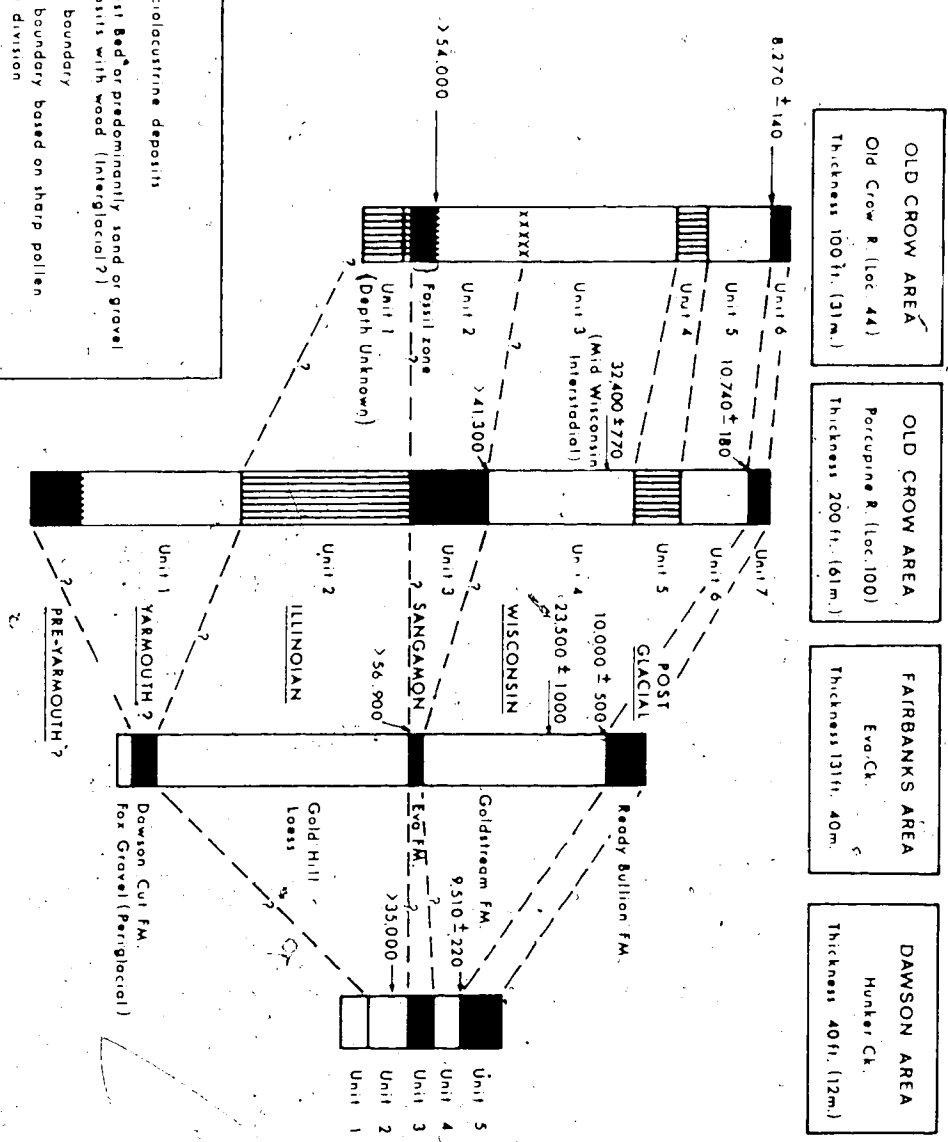 OLD CROW AREA
Old Crow R. (Loc. 44)
Thickness 100 ft. (31m.)
OLD CROW AREA
Porcupine R. (Loc. 100)
Thickness 200 ft. (61m.)
FAIRBANKS AREA
Eva Ck.
Thickness 131 ft. 40m.
DAWSON AREA
Hunker Ck.
Thickness 40 ft. (12m.)
8,270 ± 140
>54,000
Unit 6
Unit 5
Unit 4
Unit 3
xxxxx
Unit 2
Fossil zone
Unit 1
(Depth Unknown)
10,740 ± 180
32,400 ± 770
(Mid Wisconsin
Interstadial)
>41,300
Unit 7
Unit 6
Unit 5
Unit 4
Unit 3
Unit 2
Unit 1
POST
GLACIAL
WISCONSIN
SANGAMON
ILLINOIAN
YARMOUTH ?
PRE-YARMOUTH ?
10,000 ± 500
23,500 ± 1000
>56,900
Ready Bullion FM.
Goldstream FM.
Eva FM.
Gold Hill
Loess
Dawson Cut FM.
Fox Gravel (Periglacial)
9,510 ± 220
>35,000
Unit 5
Unit 4
Unit 3
Unit 2
Unit 1
? ? ? ? ? ? ? ? ? ?
ciolacustrine deposits
st Bed" or predominantly sand or gravel
osits with wood (Interglacial ?)
boundary
boundary based on sharp pollen
division